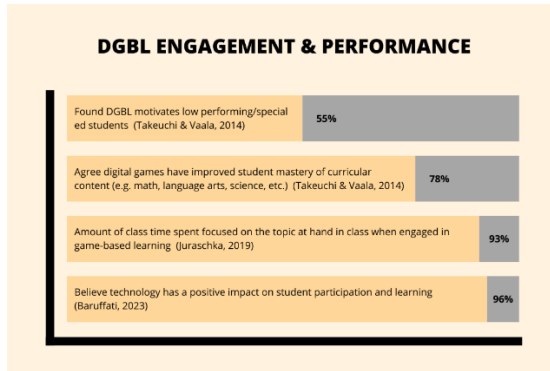 DGBL ENGAGEMENT & PERFORMANCE
Found DGBL motivates low performing/special
ed students (Takeuchi & Vaala, 2014)
55%
Agree digital games have improved student mastery of curricular
content (e.g. math, language arts, science, etc.) (Takeuchi & Vaala, 2014)
78%
Amount of class time spent focused on the topic at hand in class when engaged in
game-based learning (Juraschka, 2019)
93%
Believe technology has a positive impact on student participation and learning
(Baruffati, 2023)
96%